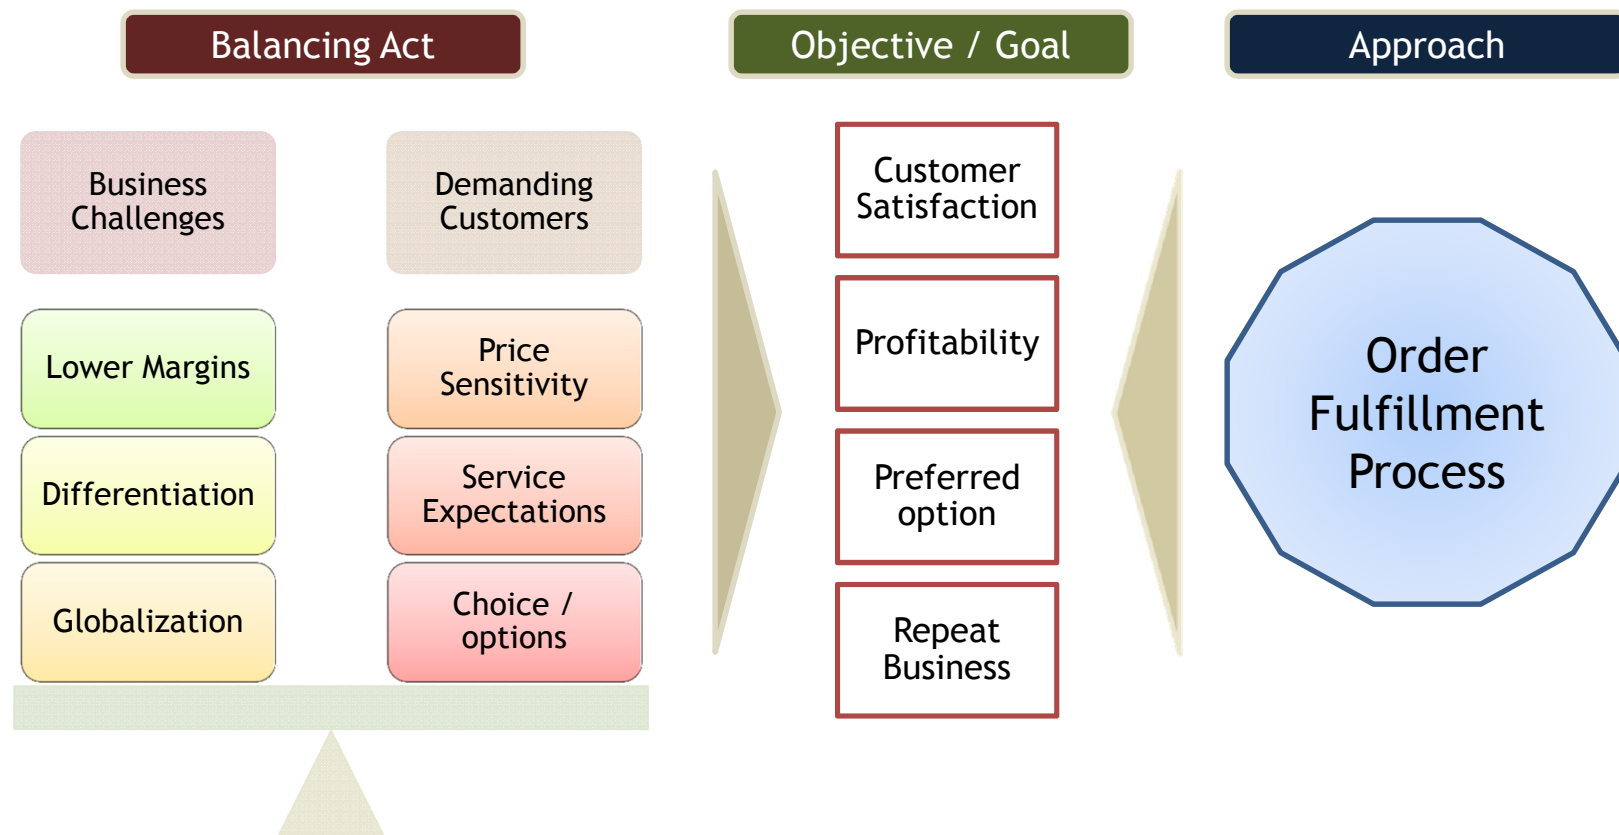 Balancing Act
Objective / Goal
Approach
Business
Challenges
Demanding
Customers
Lower Margins
Price
Sensitivity
Differentiation
Service
Expectations
Globalization
Choice /
options
Customer
Satisfaction
Profitability
Preferred
option
Repeat
Business
Order
Fulfillment
Process